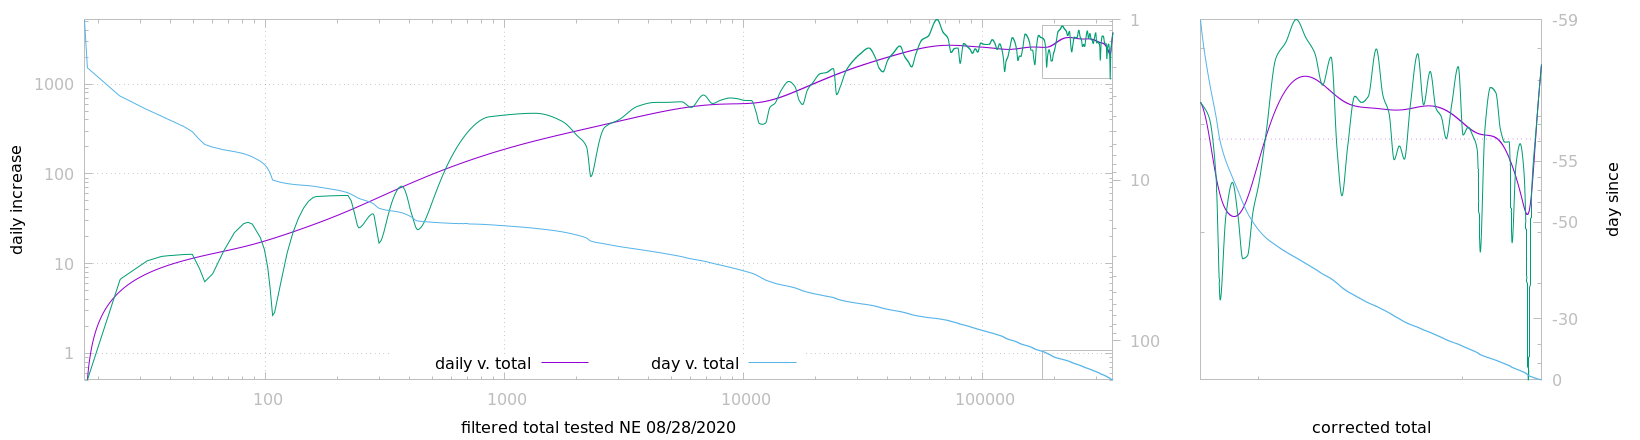 daily increase
1000
100
10
1
daily v. total
day v. total
100
1000
10000
100000
filtered total tested NE 08/28/2020
1
10
100
-59
-55
-50
-30
0
day since
corrected total